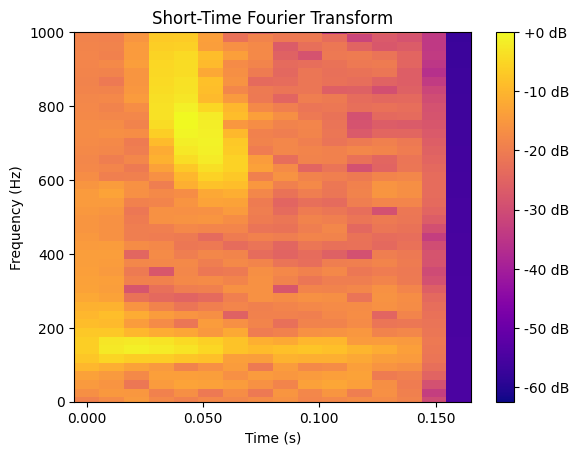 Short-Time Fourier Transform
1000
800
600
400
200
0
Frequency (Hz)
0.000
0.050
0.100
0.150
Time (s)
+0 dB
-10 dB
-20 dB
-30 dB
-40 dB
-50 dB
-60 dB